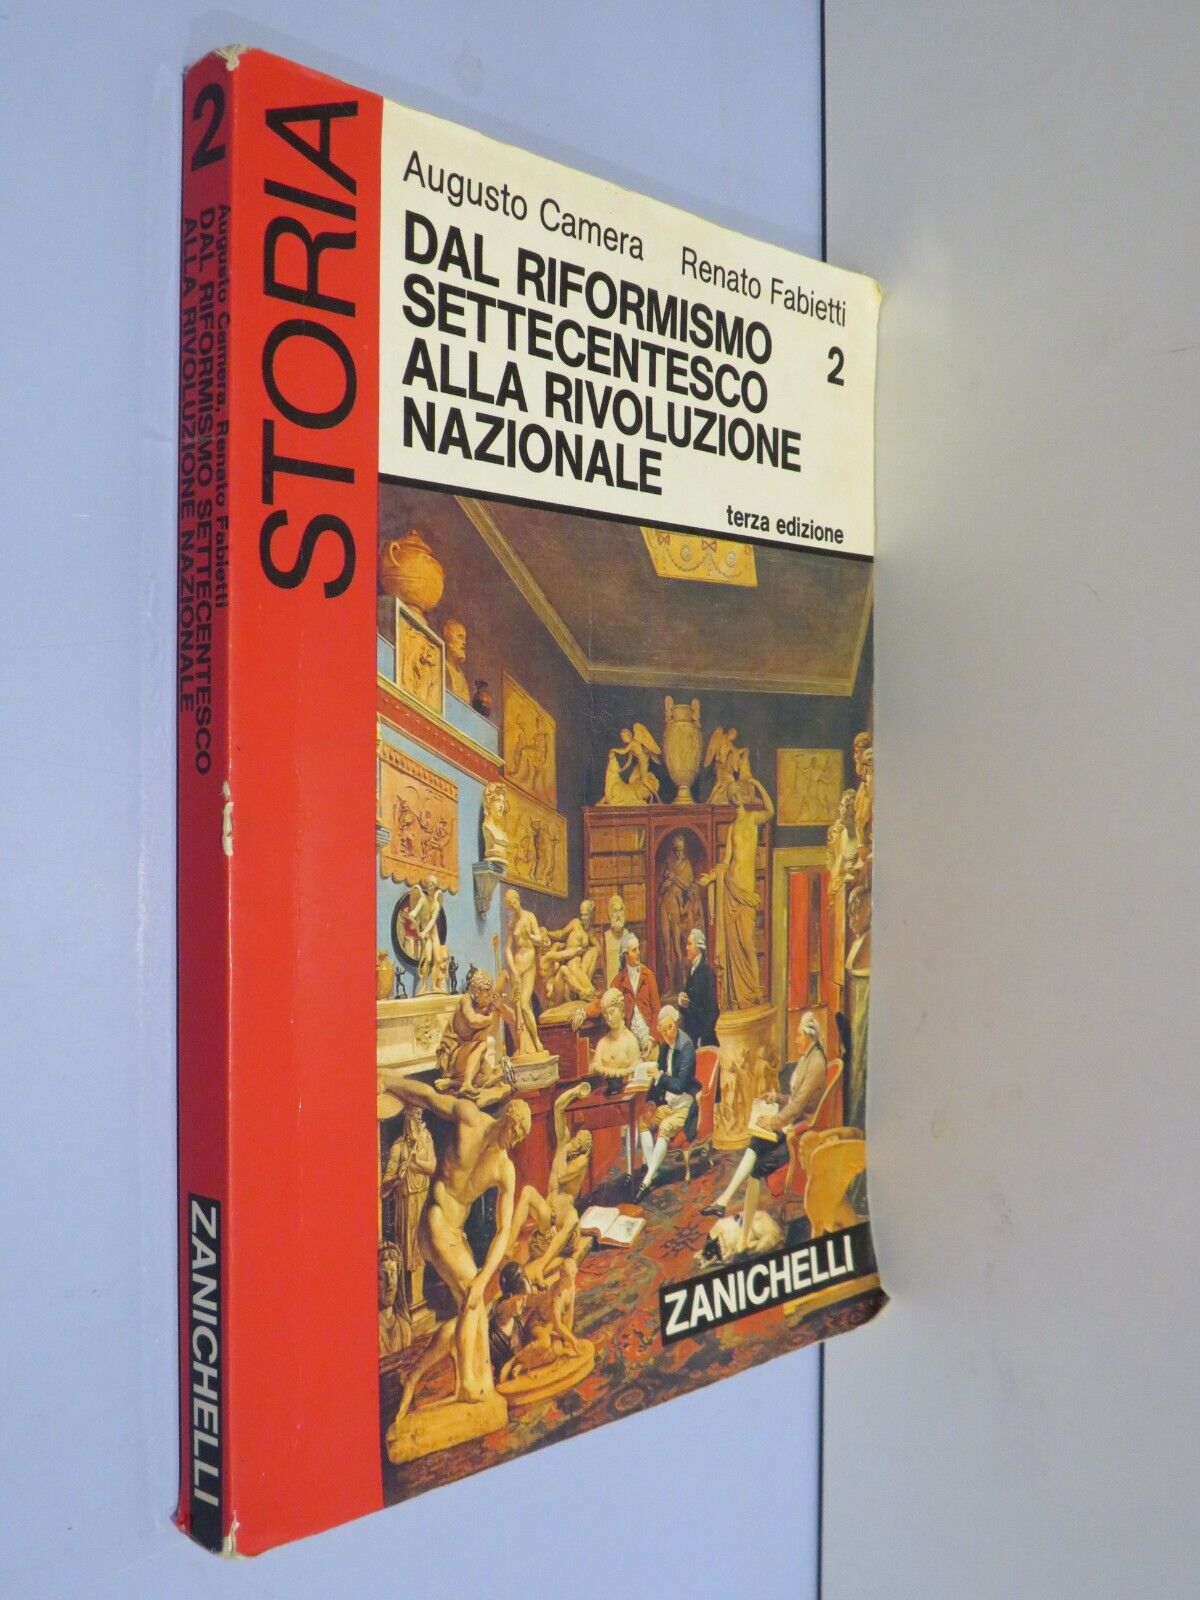 2
Augusto Camera, Renato Fabietti
DAL RIFORMISMO SETTECENTESCO
ALLA RIVOLUZIONE NAZIONALE
ZANICHELLI
STORIA
Augusto Camera Renato Fabietti
DAL RIFORMISMO
SETTECENTESCO 2
ALLA RIVOLUZIONE
NAZIONALE
terza edizione
ZANICHELLI